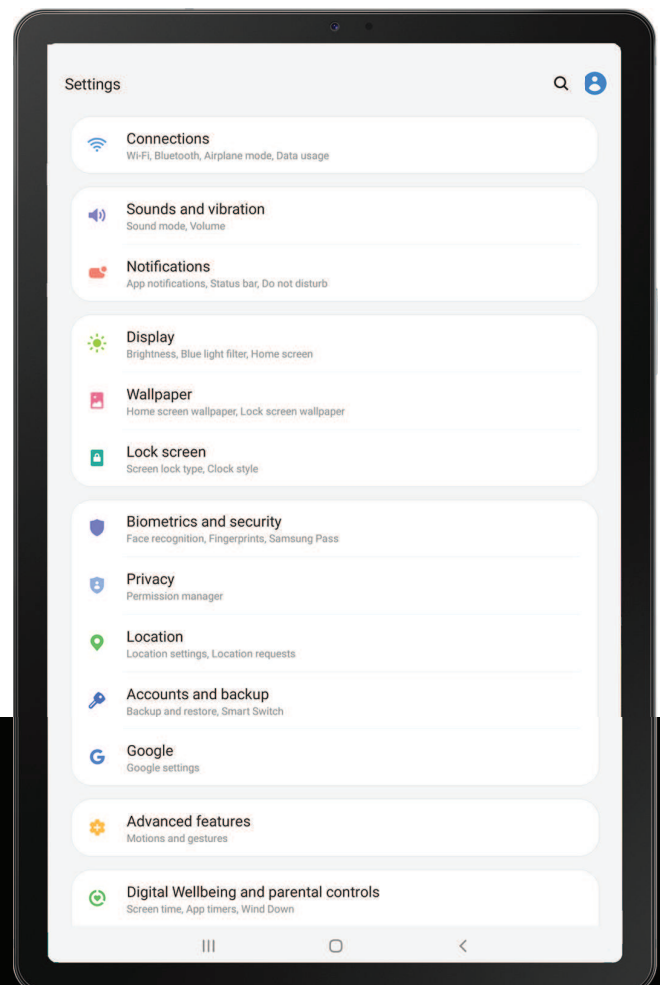 Settings
Connections
Wi-Fi, Bluetooth, Airplane mode, Data usage
Sounds and vibration
Sound mode, Volume
Notifications
App notifications, Status bar, Do not disturb
Display
Brightness, Blue light filter, Home screen
Wallpaper
Home screen wallpaper, Lock screen wallpaper
Lock screen
Screen lock type, Clock style
Biometrics and security
Face recognition, Fingerprints, Samsung Pass
Privacy
Permission manager
Location
Location settings, Location requests
Accounts and backup
Backup and restore, Smart Switch
Google
Google settings
Advanced features
Motions and gestures
Digital Wellbeing and parental controls
Screen time, App timers, Wind Down